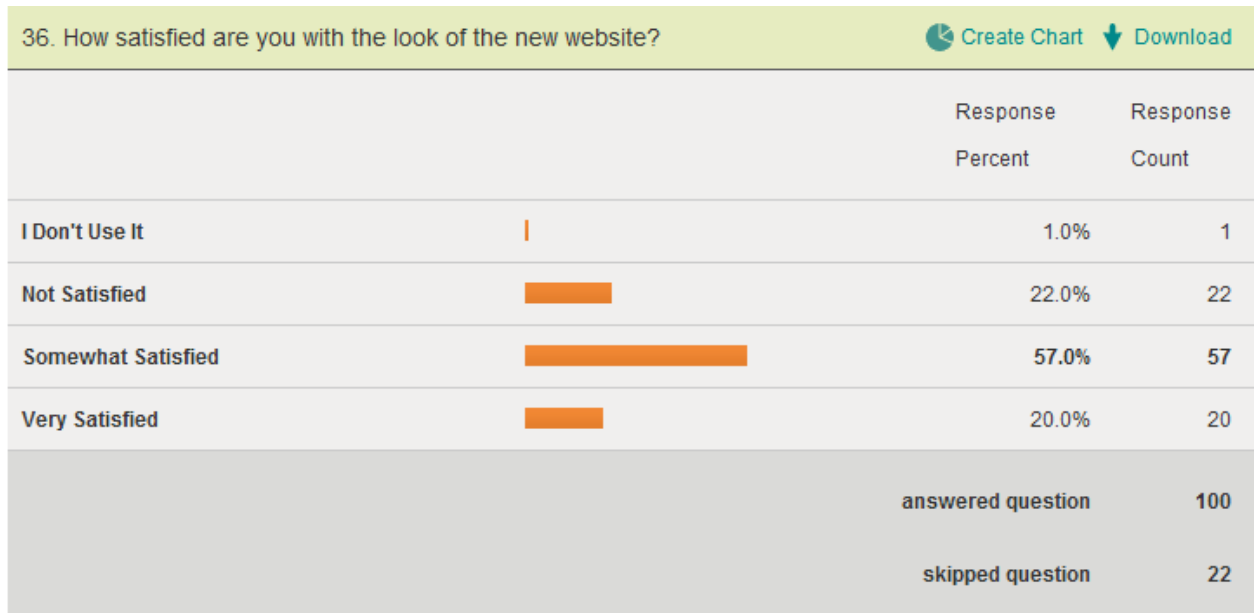 36. How satisfied are you with the look of the new website? Create Chart Download
Response Response
Percent Count
I Don't Use It 1.0% 1
Not Satisfied 22.0% 22
Somewhat Satisfied 57.0% 57
Very Satisfied 20.0% 20
answered question 100
skipped question 22